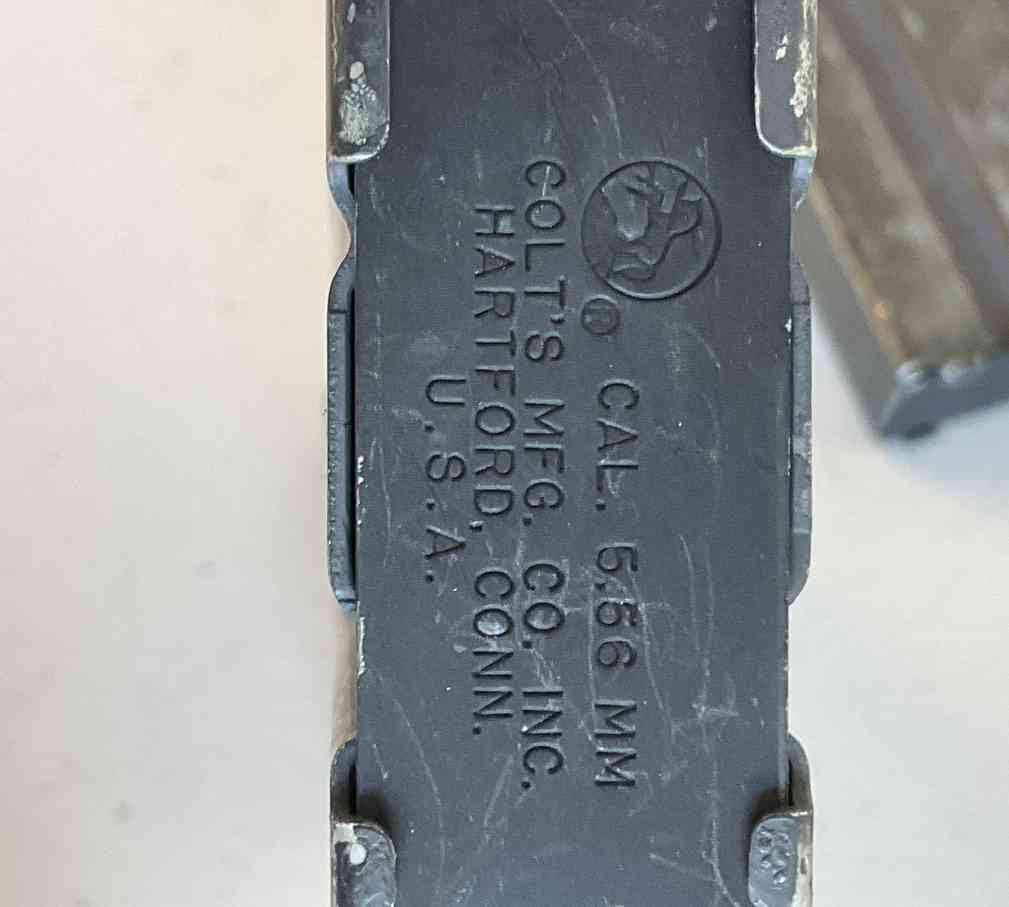 ® CAL. 5.56 MM
COLT'S MFG. CO. INC.
HARTFORD, CONN.
U.S.A.